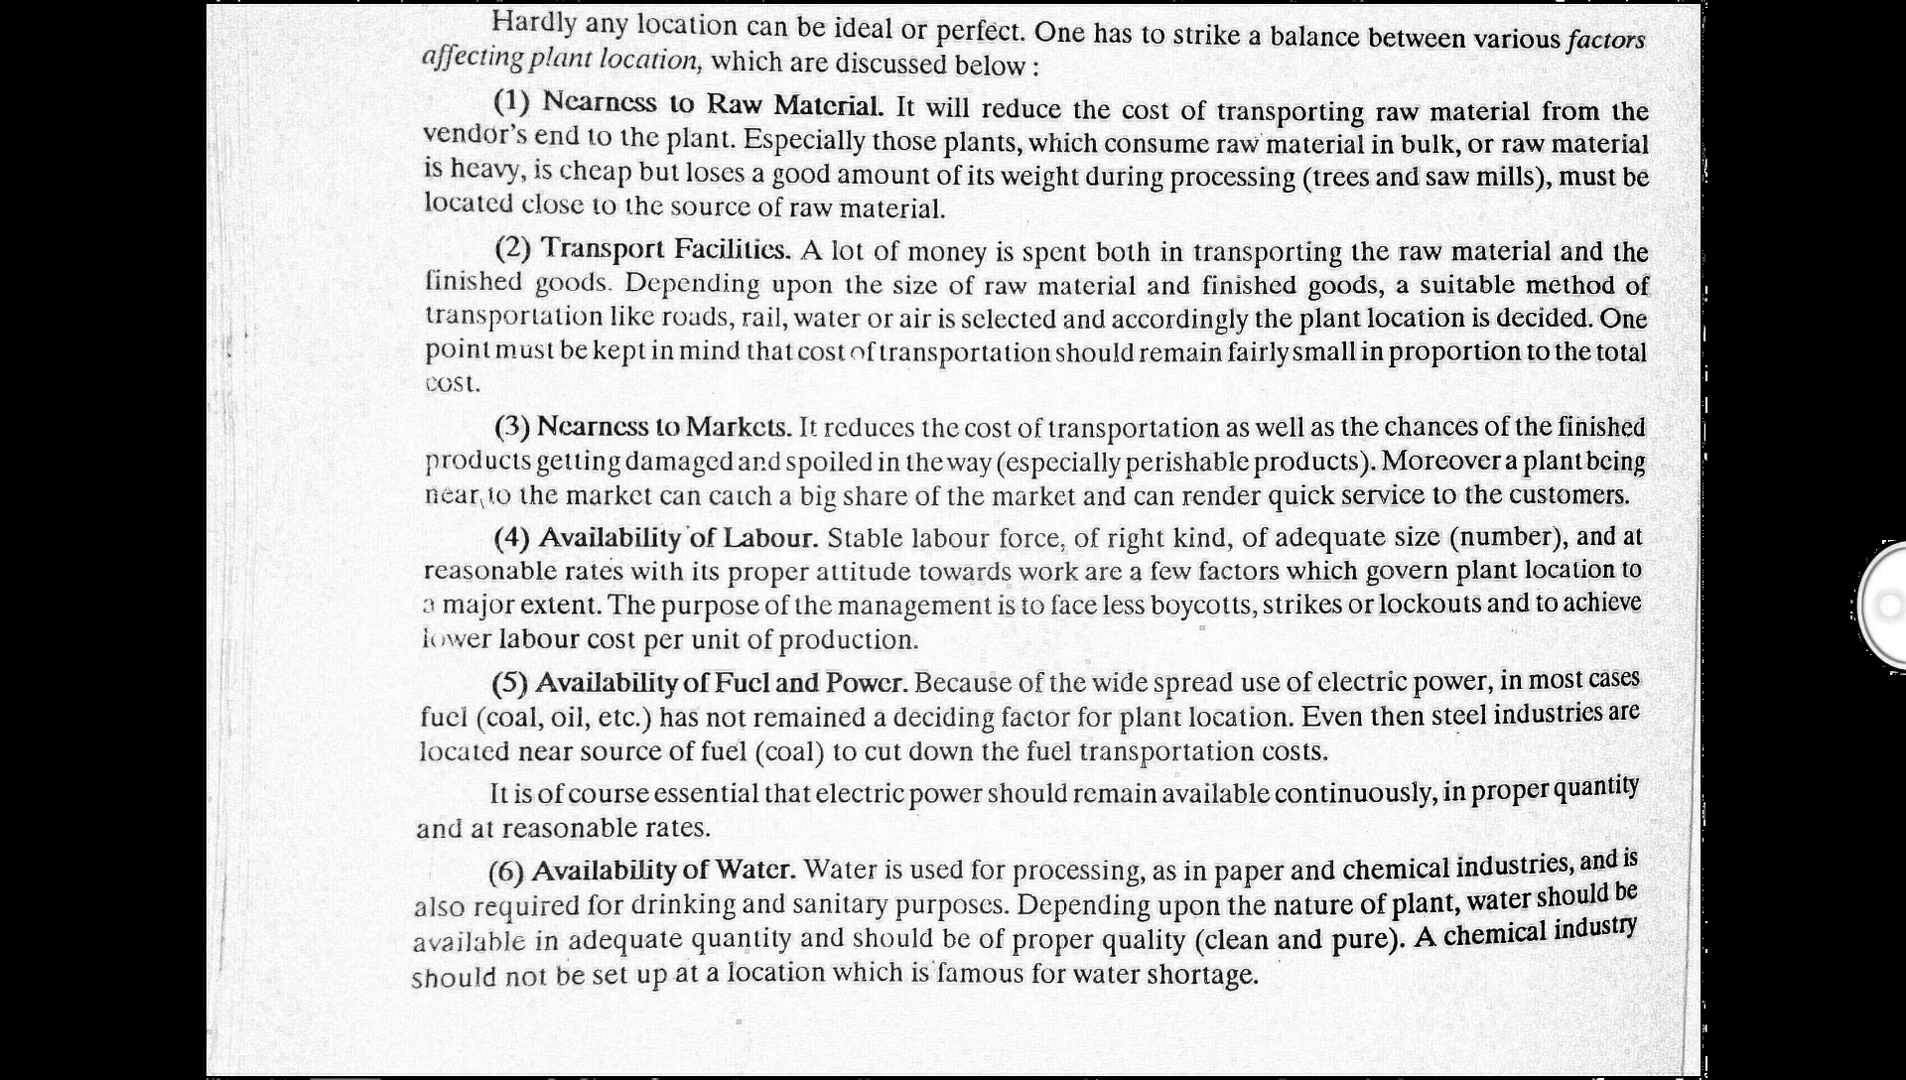 Hardly any location can be ideal or perfect. One has to strike a balance between various factors
affecting plant location, which are discussed below :
(1) Nearness to Raw Material. It will reduce the cost of transporting raw material from the
vendor's end to the plant. Especially those plants, which consume raw material in bulk, or raw material
is heavy, is cheap but loses a good amount of its weight during processing (trees and saw mills), must be
located close to the source of raw material.
(2) Transport Facilities. A lot of money is spent both in transporting the raw material and the
finished goods. Depending upon the size of raw material and finished goods, a suitable method of
transportation like roads, rail, water or air is selected and accordingly the plant location is decided. One
point must be kept in mind that cost of transportation should remain fairly small in proportion to the total
cost.
(3) Nearness to Markets. It reduces the cost of transportation as well as the chances of the finished
products getting damaged and spoiled in the way (especially perishable products). Moreover a plant being
near to the market can catch a big share of the market and can render quick service to the customers.
(4) Availability of Labour. Stable labour force, of right kind, of adequate size (number), and at
reasonable rates with its proper attitude towards work are a few factors which govern plant location to
a major extent. The purpose of the management is to face less boycotts, strikes or lockouts and to achieve
lower labour cost per unit of production.
(5) Availability of Fuel and Power. Because of the wide spread use of electric power, in most cases
fuel (coal, oil, etc.) has not remained a deciding factor for plant location. Even then steel industries are
located near source of fuel (coal) to cut down the fuel transportation costs.
It is of course essential that electric power should remain available continuously, in proper quantity
and at reasonable rates.
(6) Availability of Water. Water is used for processing, as in paper and chemical industries, and is
also required for drinking and sanitary purposes. Depending upon the nature of plant, water should be
available in adequate quantity and should be of proper quality (clean and pure). A chemical industry
should not be set up at a location which is famous for water shortage.